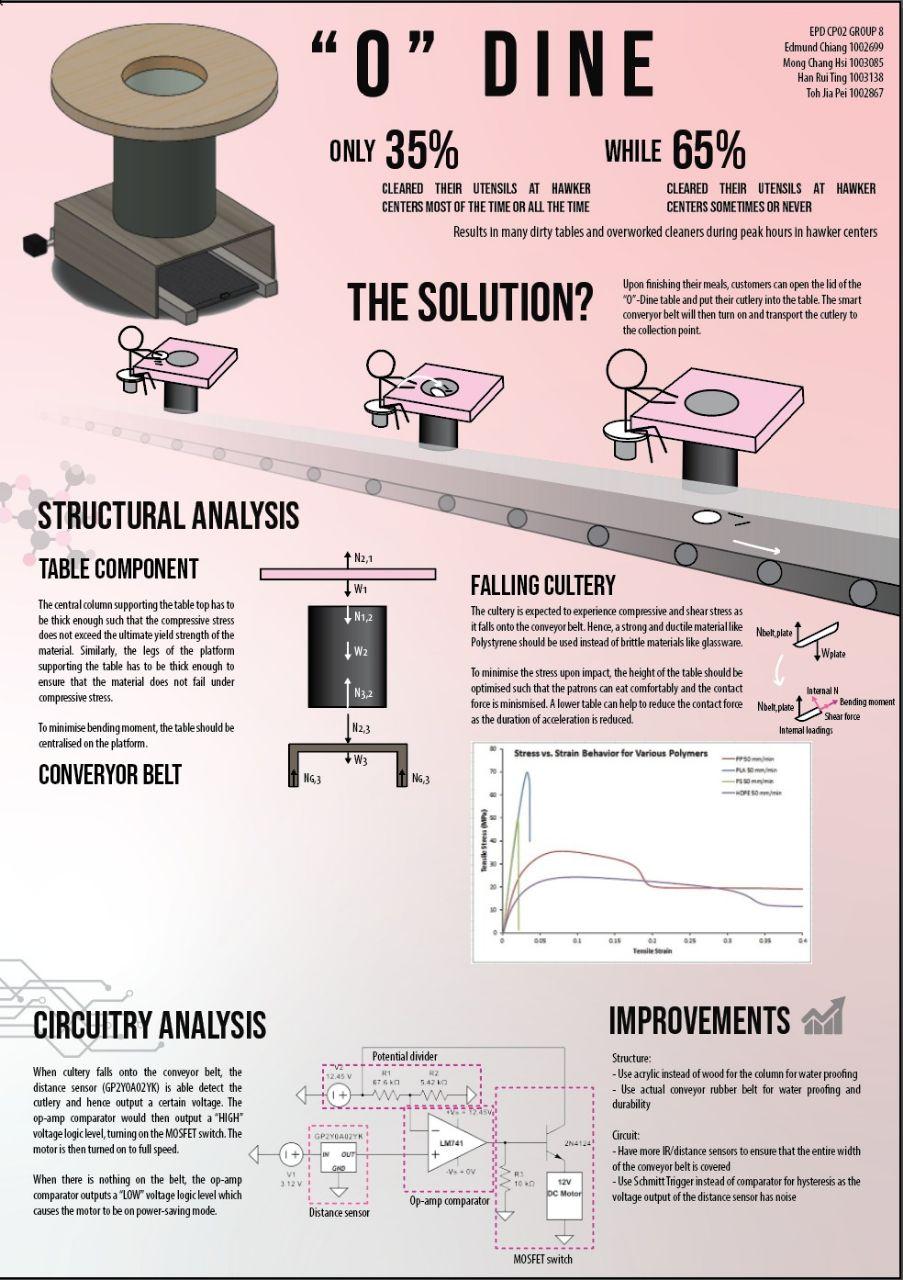 “O” DINE
EPD CP02 GROUP 8
Edmund Chiang 1002699
Mong Chang Hsi 1003085
Han Rui Ting 1003138
Toh Jia Pei 1002867
ONLY 35%
CLEARED THEIR UTENSILS AT HAWKER
CENTERS MOST OF THE TIME OR ALL THE TIME
WHILE 65%
CLEARED THEIR UTENSILS AT HAWKER
CENTERS SOMETIMES OR NEVER
Results in many dirty tables and overworked cleaners during peak hours in hawker centers
THE SOLUTION?
Upon finishing their meals, customers can open the lid of the
"O"-Dine table and put their cutlery into the table. The smart
conveyor belt will then turn on and transport the cutlery to
the collection point.
STRUCTURAL ANALYSIS
TABLE COMPONENT
The central column supporting the table top has to
be thick enough such that the compressive stress
does not exceed the ultimate yield strength of the
material. Similarly, the legs of the platform
supporting the table has to be thick enough to
ensure that the material does not fail under
compressive stress.
To minimise bending moment, the table should be
centralised on the platform.
CONVERYOR BELT
N2,1
W1
N1,2
W2
N3,2
N2,3
W3
NG,3
NG,3
FALLING CULTERY
The cultery is expected to experience compressive and shear stress as
it falls onto the conveyor belt. Hence, a strong and ductile material like
Polystyrene should be used instead of brittle materials like glassware.
To minimise the stress upon impact, the height of the table should be
optimised such that the patrons can eat comfortably and the contact
force is minismised. A lower table can help to reduce the contact force
as the duration of acceleration is reduced.
Nbelt,plate
Wplate
Internal N
Nbelt,plate
Bending moment
Shear force
Internal loadings
Stress vs. Strain Behavior for Various Polymers
PP 50 mm/min
PLA 50 mm/min
PS 50 mm/min
HDPE 50 mm/min
Tensile Stress (MPa)
80
70
60
50
40
30
20
10
0
0 0.05 0.1 0.15 0.2 0.25 0.3 0.35 0.4
Tensile Strain
CIRCUITRY ANALYSIS
When cultery falls onto the conveyor belt, the
distance sensor (GP2Y0A02YK) is able detect the
cutlery and hence output a certain voltage. The
op-amp comparator would then output a “HIGH”
voltage logic level, turning on the MOSFET switch. The
motor is then turned on to full speed.
When there is nothing on the belt, the op-amp
comparator outputs a “LOW” voltage logic level which
causes the motor to be on power-saving mode.
Potential divider
V2
12.45 V
R1
67.6 kΩ
R2
5.42 kΩ
+Vs = 12.45V
GP2Y0A02YK
IN OUT
GND
V1
3.12 V
Distance sensor
LM741
-Vs = 0V
Op-amp comparator
R3
10 kΩ
2N4124
12V
DC Motor
MOSFET switch
IMPROVEMENTS
Structure:
- Use acrylic instead of wood for the column for water proofing
- Use actual conveyor rubber belt for water proofing and
durability
Circuit:
- Have more IR/distance sensors to ensure that the entire width
of the conveyor belt is covered
- Use Schmitt Trigger instead of comparator for hysteresis as the
voltage output of the distance sensor has noise